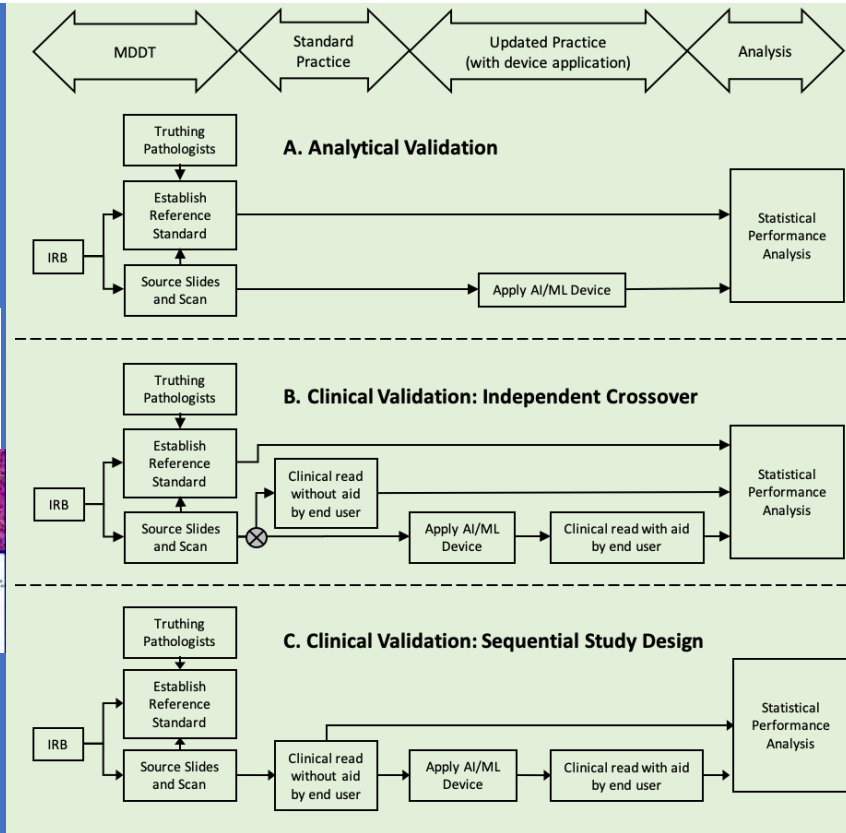 MDDT
Standard
Practice
Updated Practice
(with device application)
Analysis
A. Analytical Validation
Truthing
Pathologists
Establish
Reference
Standard
IRB
Source Slides
and Scan
Apply AI/ML Device
Statistical
Performance
Analysis
B. Clinical Validation: Independent Crossover
Truthing
Pathologists
Establish
Reference
Standard
IRB
Source Slides
and Scan
Clinical read
without aid
by end user
Apply AI/ML
Device
Clinical read with aid
by end user
Statistical
Performance
Analysis
C. Clinical Validation: Sequential Study Design
Truthing
Pathologists
Establish
Reference
Standard
IRB
Source Slides
and Scan
Clinical read
without aid
by end user
Apply AI/ML
Device
Clinical read with aid
by end user
Statistical
Performance
Analysis